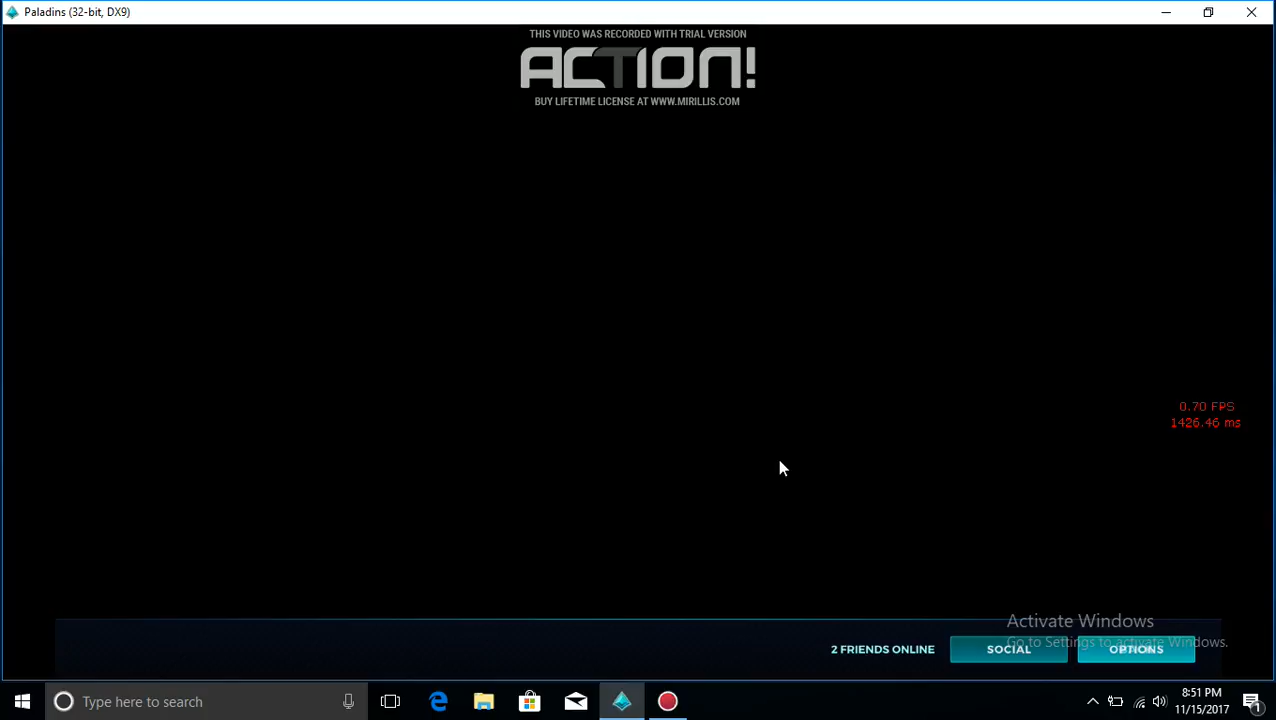 Paladins (32-bit, DX9)
THIS VIDEO WAS RECORDED WITH TRIAL VERSION
ACTION!
BUY LIFETIME LICENSE AT WWW.MIRILLIS.COM
0.70 FPS
1426.46 ms
Activate Windows
Go to Settings to activate Windows.
2 FRIENDS ONLINE
SOCIAL
OPTIONS
Type here to search
8:51 PM
11/15/2017
1